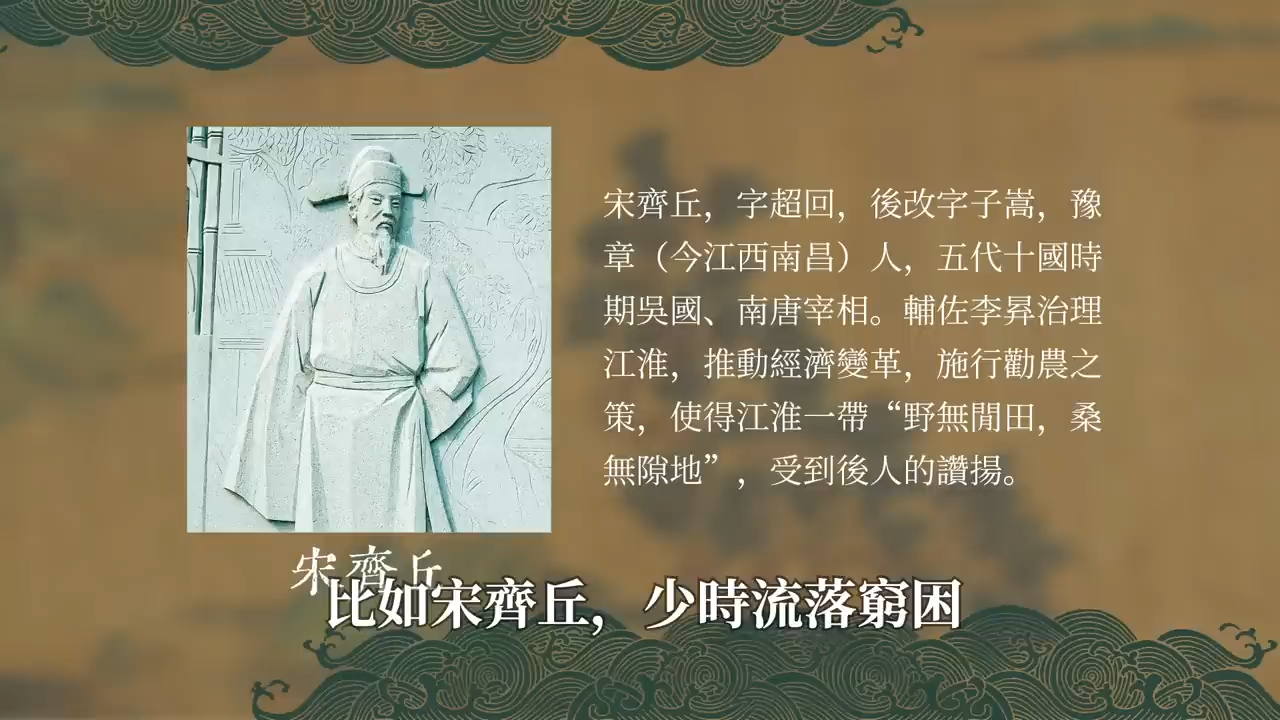 宋齊丘，字超回，後改字子嵩，豫
章（今江西南昌）人，五代十國時
期吳國、南唐宰相。輔佐李昪治理
江淮，推動經濟變革，施行勸農之
策，使得江淮一帶“野無閒田，桑
無隙地”，受到後人的讚揚。
宋齊丘
比如宋齊丘，少時流落窮困